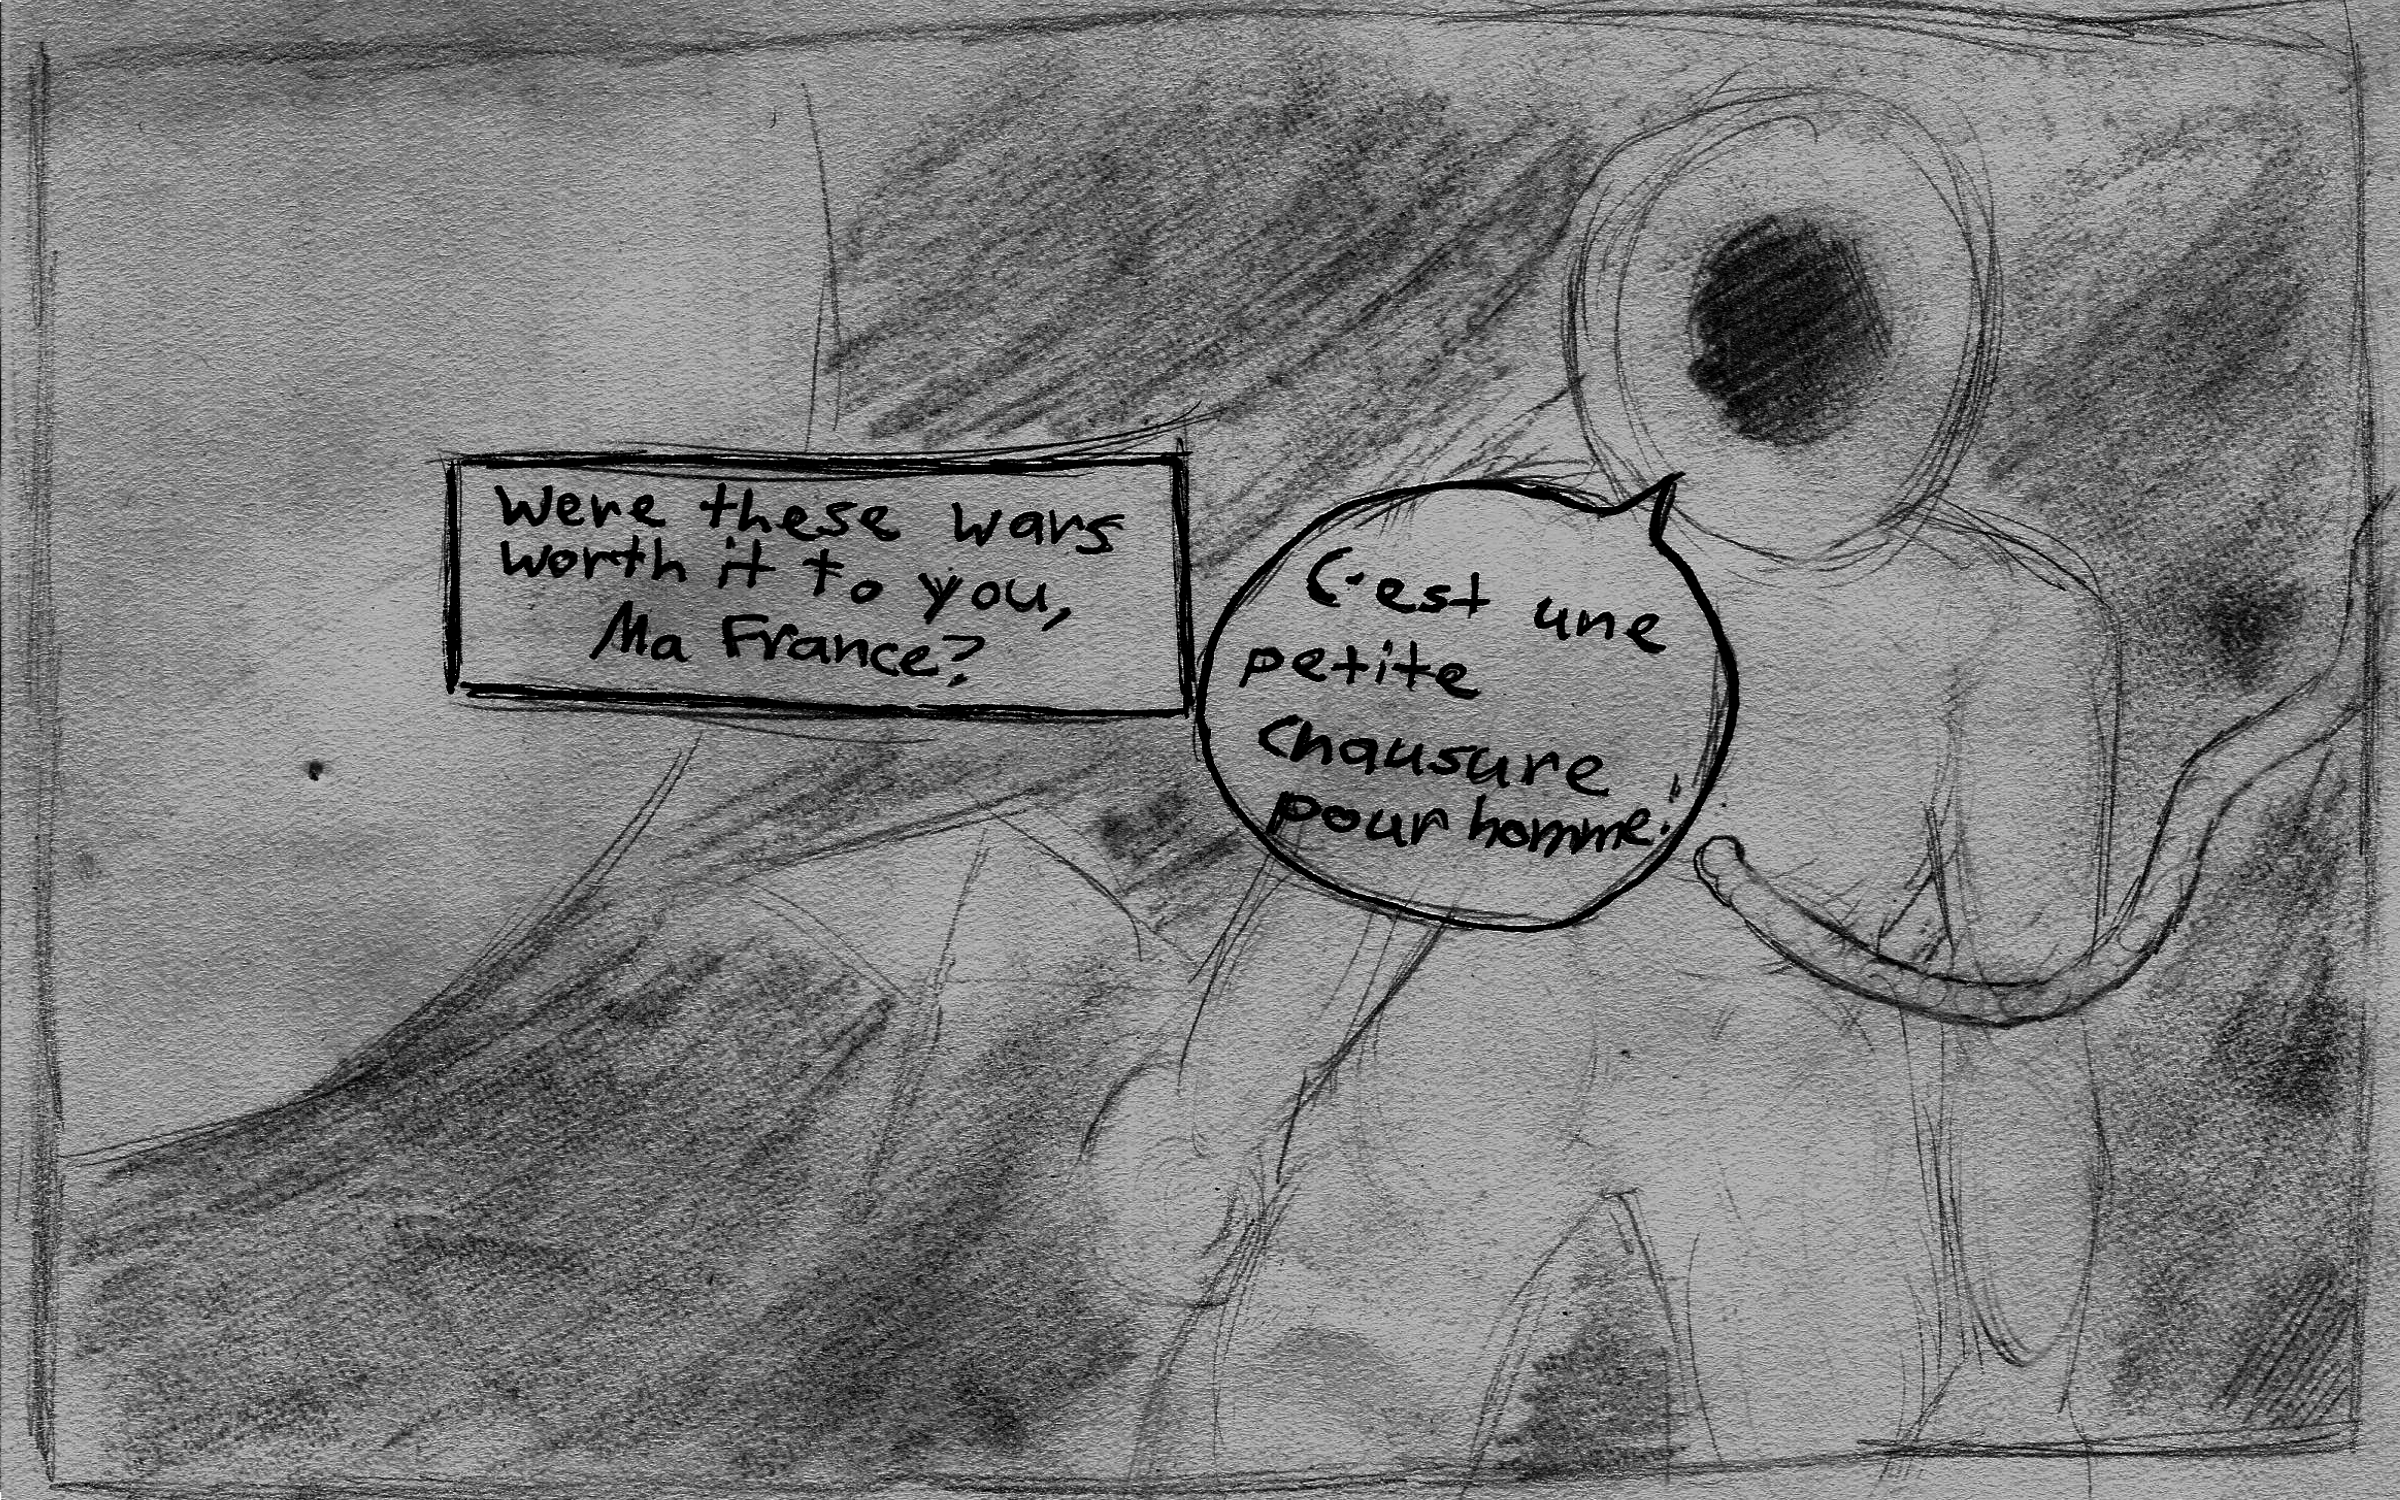 Were these wars
worth it to you,
Ma France?
C'est une
petite
Chausure
pour homme!